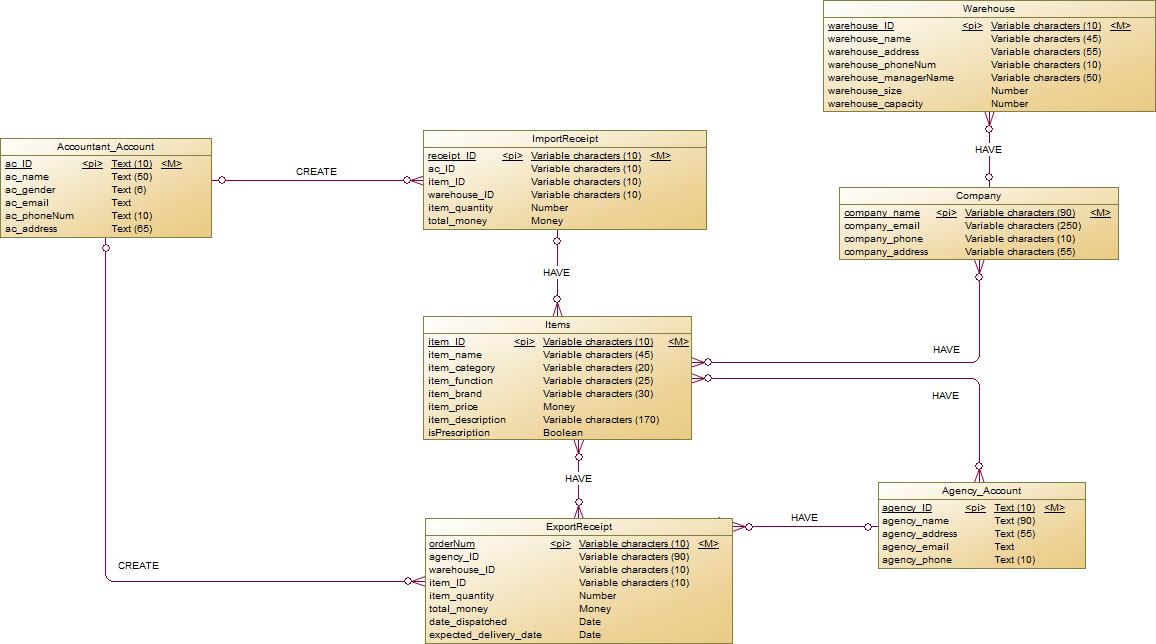 Warehouse
warehouse_ID <pi> Variable characters (10) <M>
warehouse_name Variable characters (45)
warehouse_address Variable characters (55)
warehouse_phoneNum Variable characters (10)
warehouse_managerName Variable characters (50)
warehouse_size Number
warehouse_capacity Number
HAVE
Accountant_Account
ac_ID <pi> Text (10) <M>
ac_name Text (50)
ac_gender Text (6)
ac_email Text
ac_phoneNum Text (10)
ac_address Text (65)
CREATE
ImportReceipt
receipt_ID <pi> Variable characters (10) <M>
ac_ID Variable characters (10)
item_ID Variable characters (10)
warehouse_ID Variable characters (10)
item_quantity Number
total_money Money
Company
company_name <pi> Variable characters (90) <M>
company_email Variable characters (250)
company_phone Variable characters (10)
company_address Variable characters (55)
HAVE
Items
item_ID <pi> Variable characters (10) <M>
item_name Variable characters (45)
item_category Variable characters (20)
item_function Variable characters (25)
item_brand Variable characters (30)
item_price Money
item_description Variable characters (170)
isPrescription Boolean
HAVE
HAVE
HAVE
Agency_Account
agency_ID <pi> Text (10) <M>
agency_name Text (90)
agency_address Text (55)
agency_email Text
agency_phone Text (10)
HAVE
ExportReceipt
orderNum <pi> Variable characters (10) <M>
agency_ID Variable characters (90)
warehouse_ID Variable characters (10)
item_ID Variable characters (10)
item_quantity Number
total_money Money
date_dispatched Date
expected_delivery_date Date
CREATE